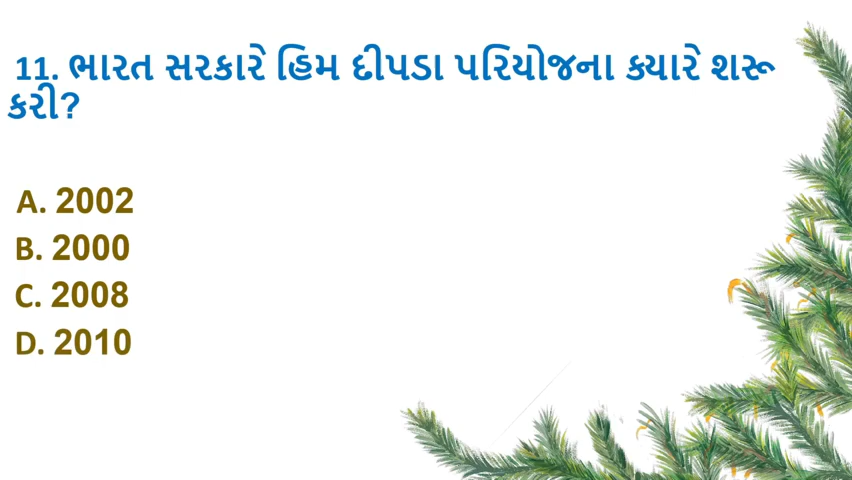 11. ભારત સરકારે હિમ દીપડા પરિયોજના ક્યારે શરૂ
કરી?
A. 2002
B. 2000
C. 2008
D. 2010